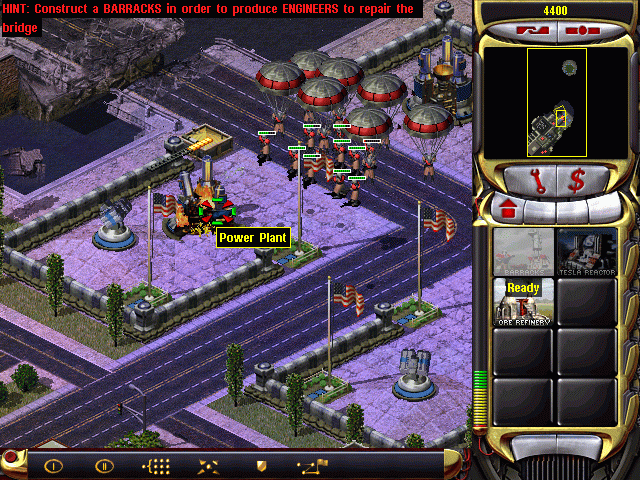 HINT: Construct a BARRACKS in order to produce ENGINEERS to repair the
bridge
4400
Power Plant
BARRACKS
TESLA REACTOR
Ready
ORE REFINERY
I
II